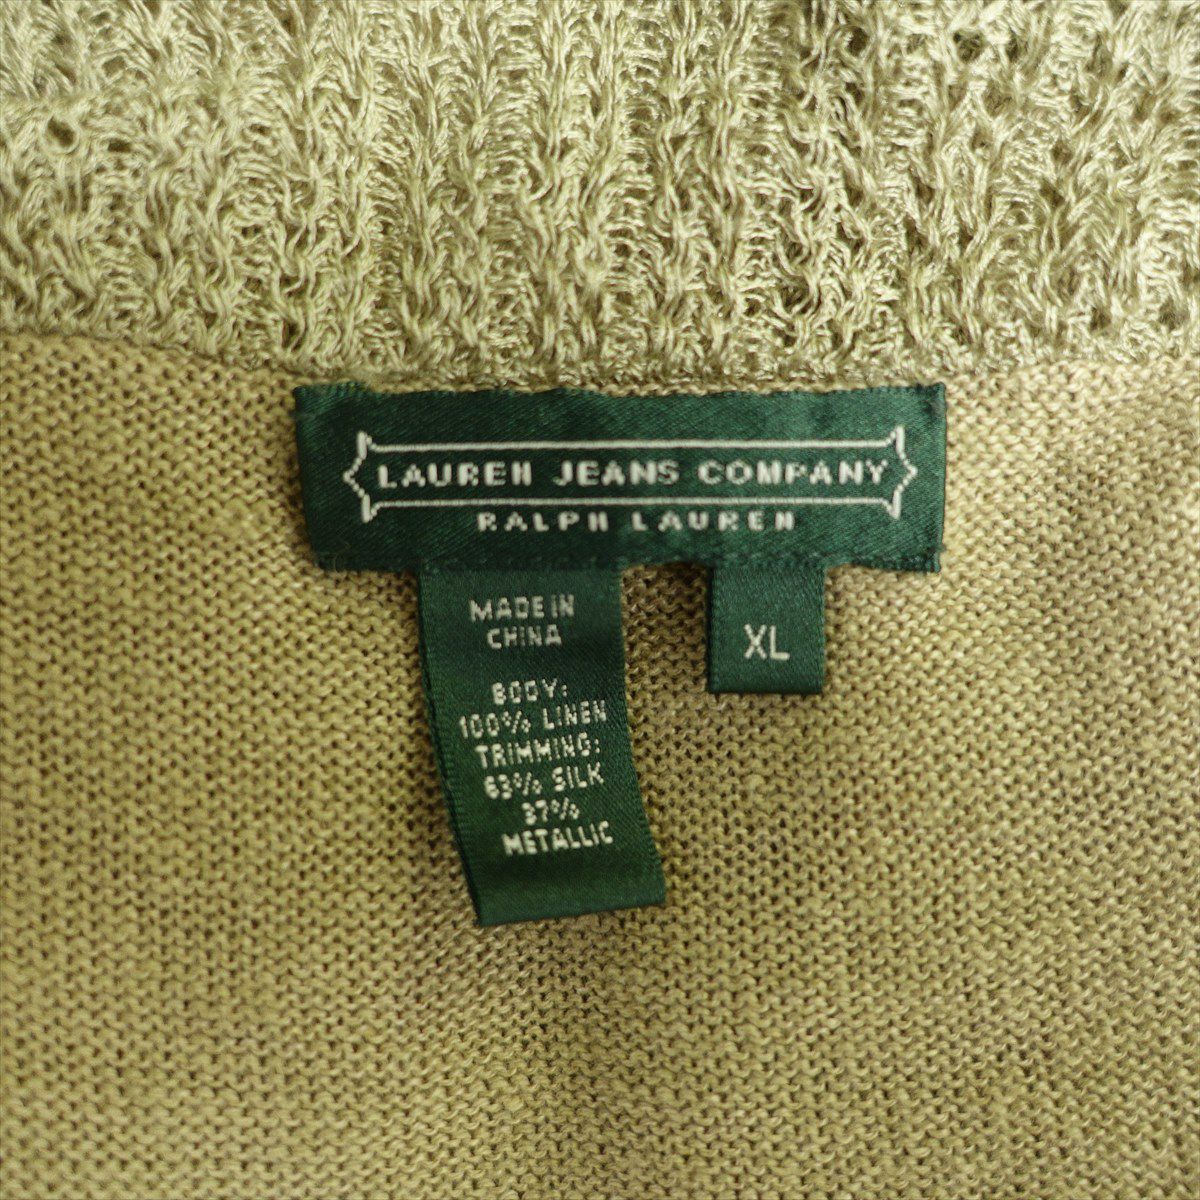 LAUREN JEANS COMPANY
RALPH LAUREN
MADE IN
CHINA
BODY:
100% LINEN
TRIMMING:
63% SILK
37%
METALLIC
XL